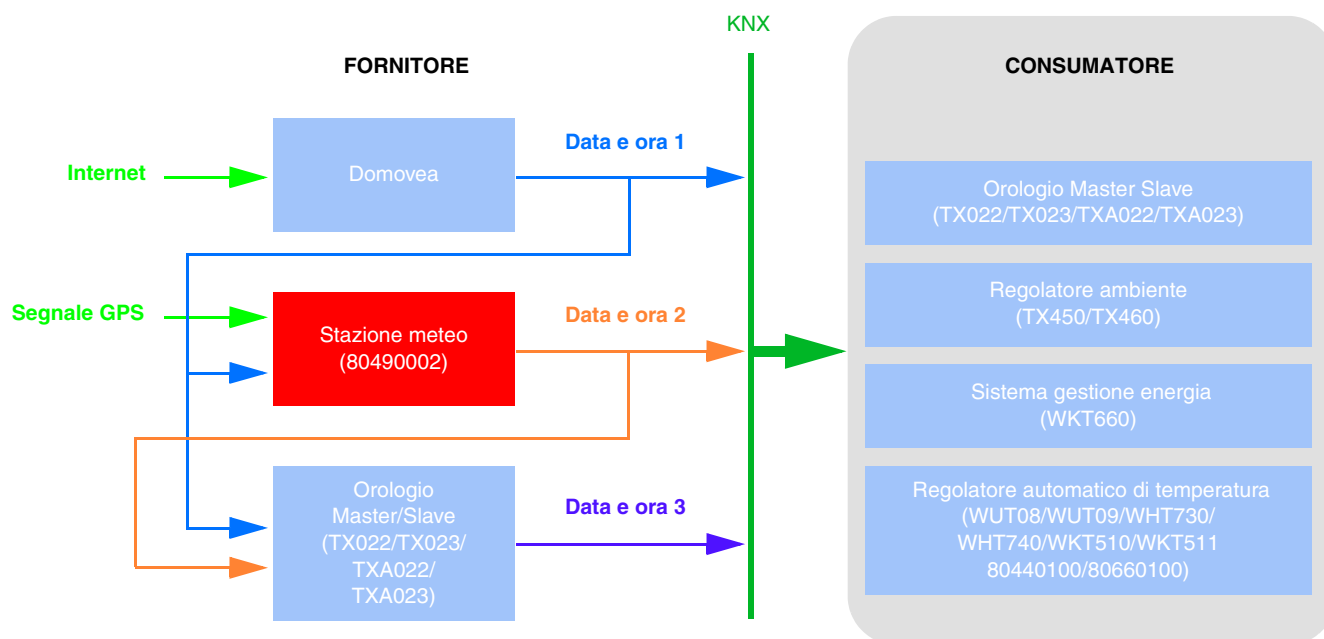 KNX
FORNITORE
CONSUMATORE
Internet
Domovea
Data e ora 1
Segnale GPS
Stazione meteo
(80490002)
Data e ora 2
Orologio
Master/Slave
(TX022/TX023/
TXA022/
TXA023)
Data e ora 3
Orologio Master Slave
(TX022/TX023/TXA022/TXA023)
Regolatore ambiente
(TX450/TX460)
Sistema gestione energia
(WKT660)
Regolatore automatico di temperatura
(WUT08/WUT09/WHT730/
WHT740/WKT510/WKT511
80440100/80660100)